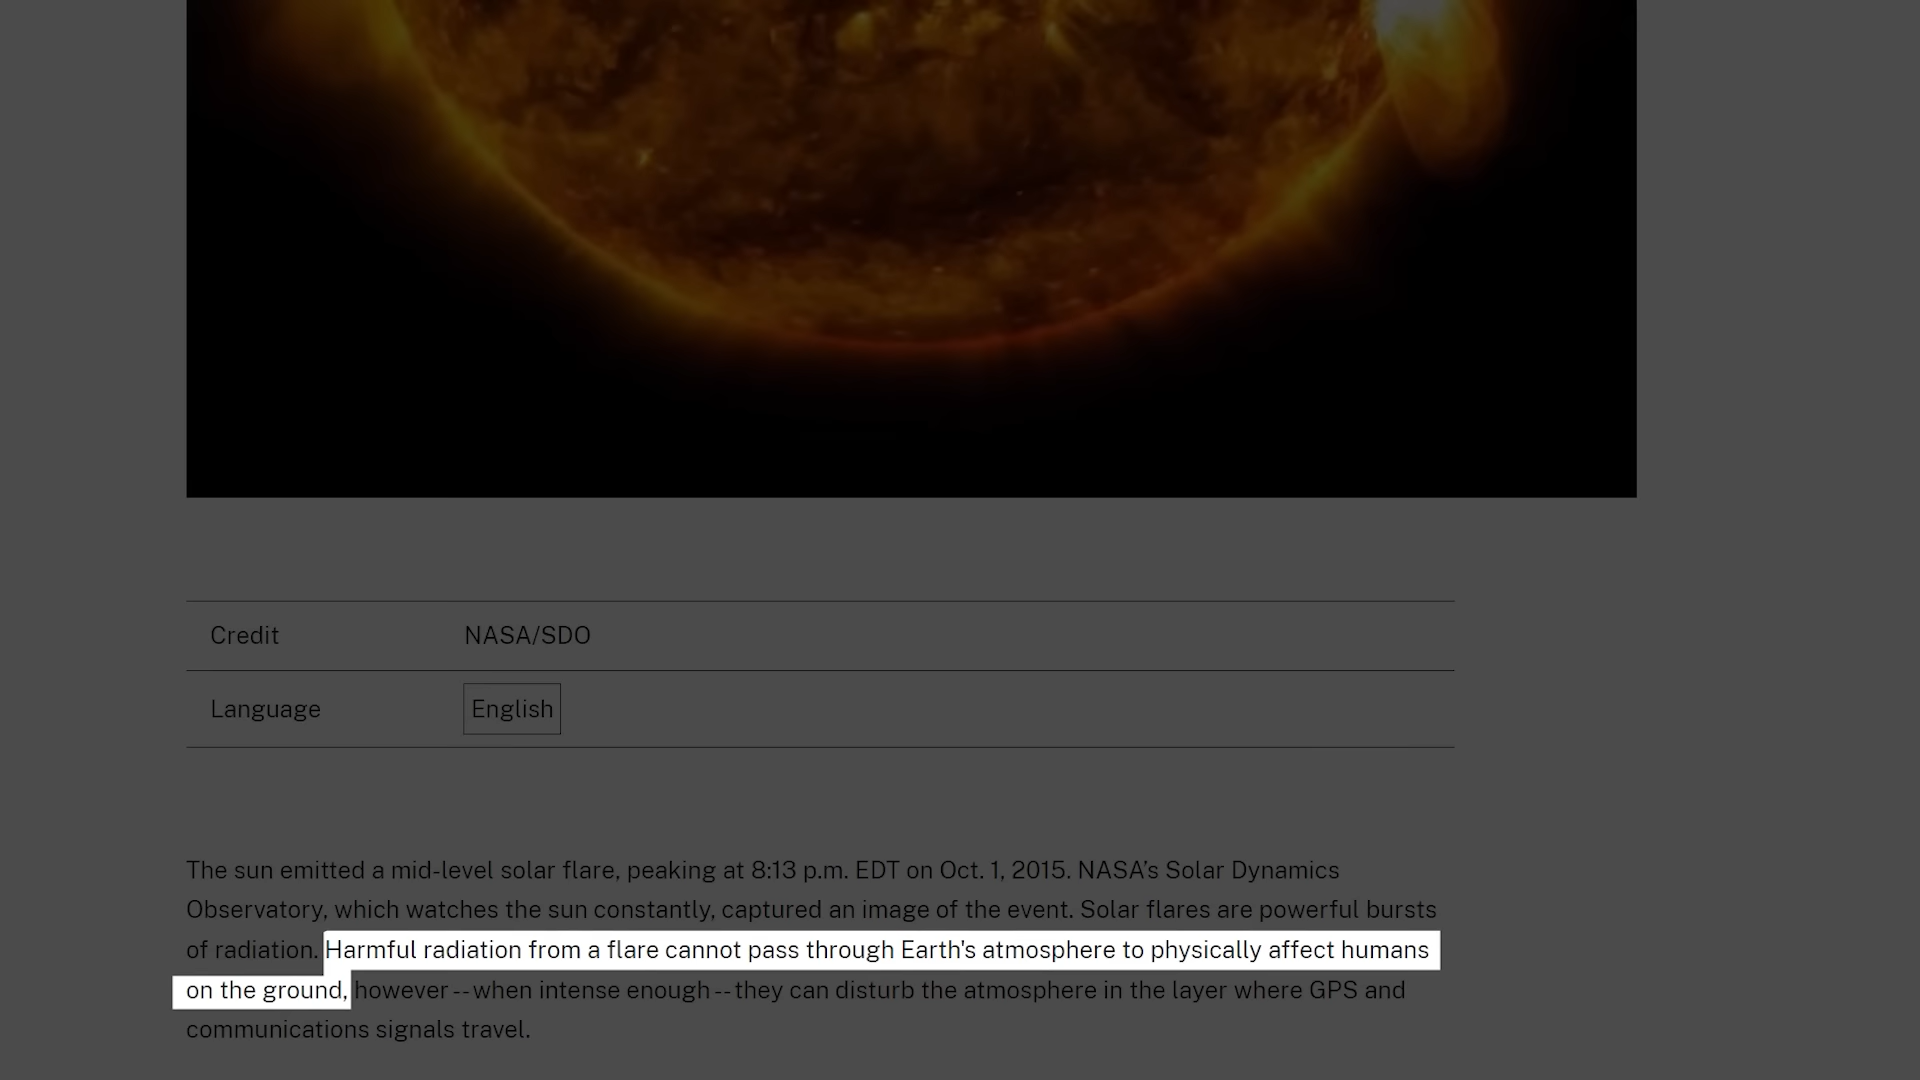 Credit NASA/SDO
Language English
The sun emitted a mid-level solar flare, peaking at 8:13 p.m. EDT on Oct. 1, 2015. NASA’s Solar Dynamics
Observatory, which watches the sun constantly, captured an image of the event. Solar flares are powerful bursts
of radiation. Harmful radiation from a flare cannot pass through Earth's atmosphere to physically affect humans
on the ground, however -- when intense enough -- they can disturb the atmosphere in the layer where GPS and
communications signals travel.